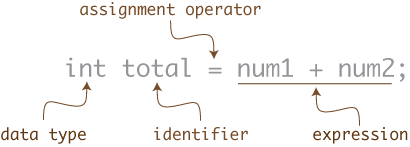 assignment operator
int total = num1 + num2;
data type identifier expression